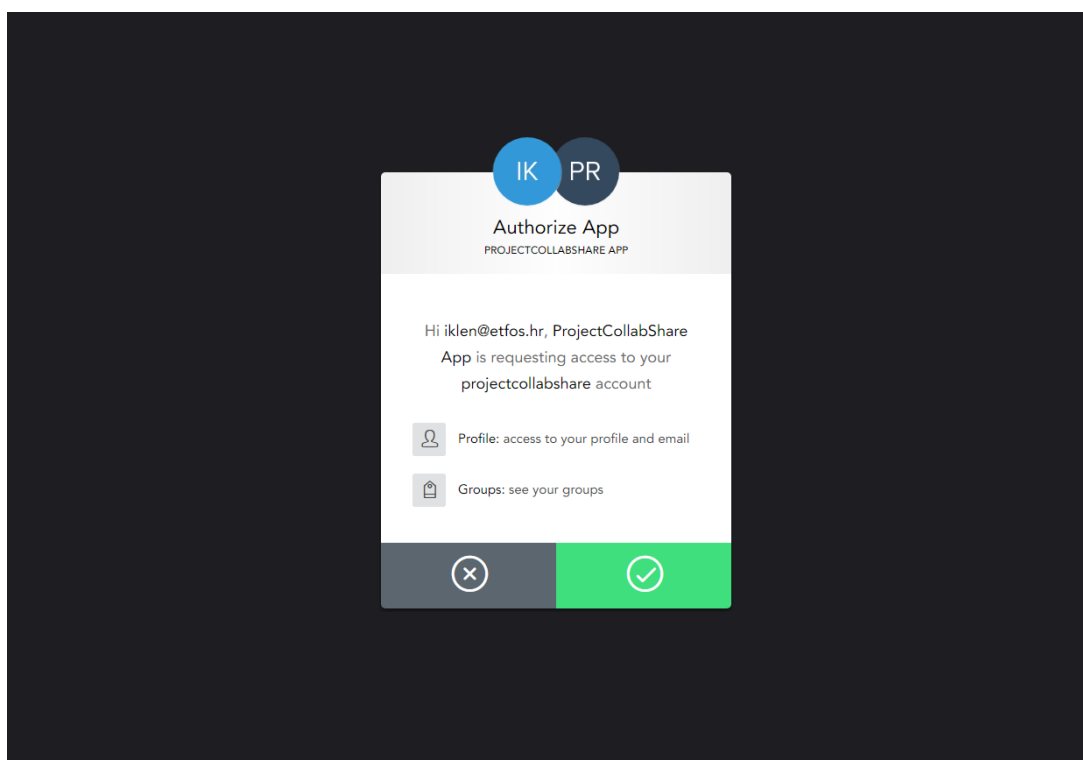 IK PR
Authorize App
PROJECTCOLLABSHARE APP
Hi iklen@etfos.hr, ProjectCollabShare
App is requesting access to your
projectcollabshare account
Profile: access to your profile and email
Groups: see your groups